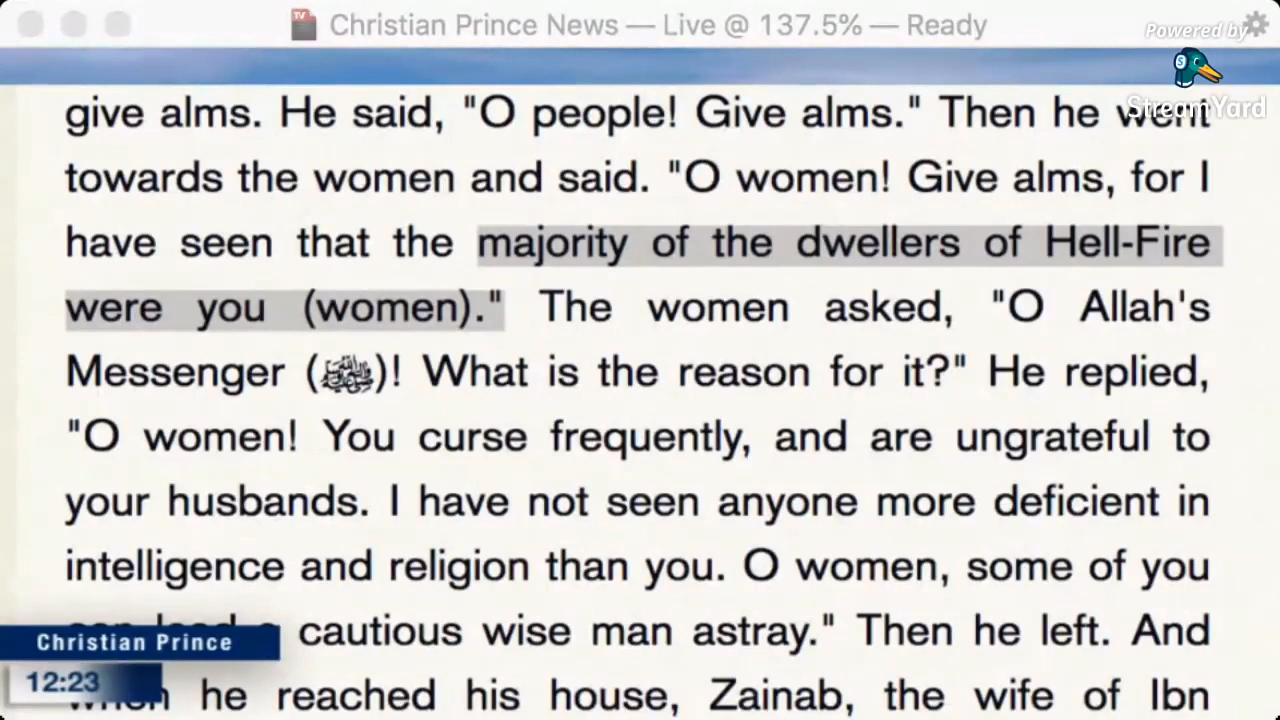 Christian Prince News — Live @ 137.5% — Ready
Powered by
StreamYard
give alms. He said, "O people! Give alms." Then he went
towards the women and said. "O women! Give alms, for I
have seen that the majority of the dwellers of Hell-Fire
were you (women)." The women asked, "O Allah's
Messenger (ﷺ)! What is the reason for it?" He replied,
"O women! You curse frequently, and are ungrateful to
your husbands. I have not seen anyone more deficient in
intelligence and religion than you. O women, some of you
cautious wise man astray." Then he left. And
he reached his house, Zainab, the wife of Ibn
Christian Prince
12:23